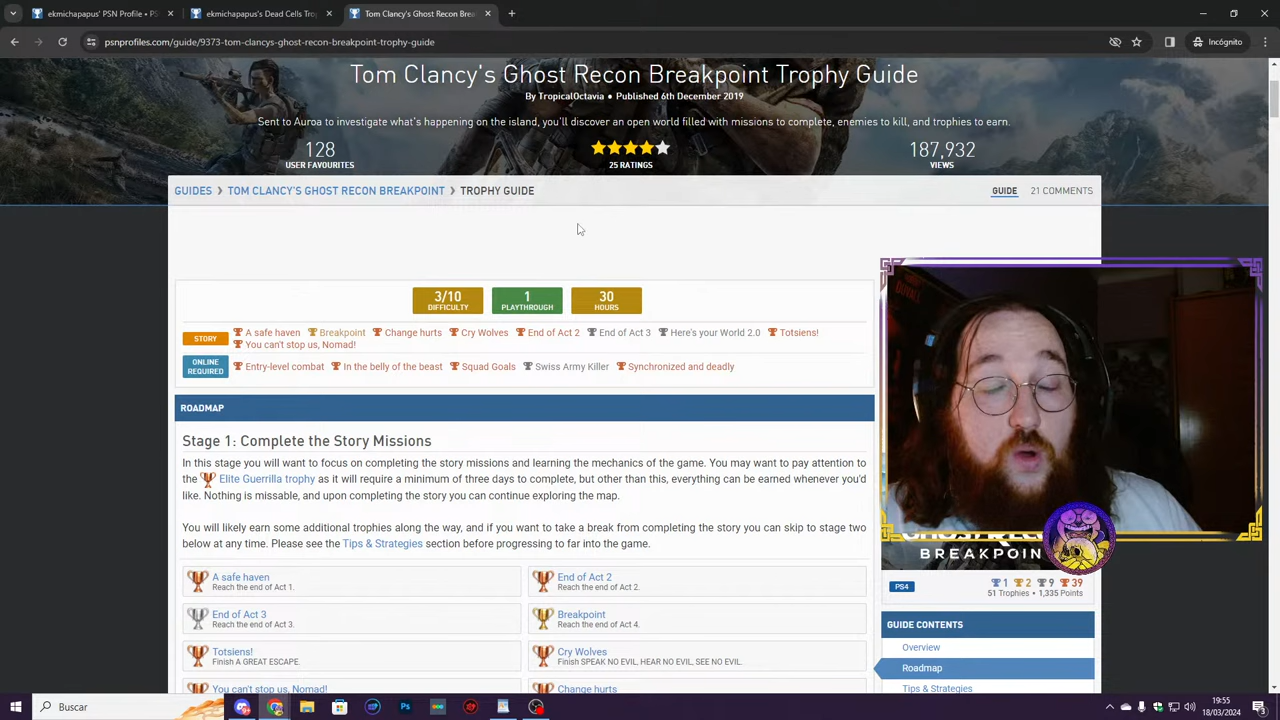 ekmichapapus' PSN Profile • PS
ekmichapapus's Dead Cells Tro
Tom Clancy's Ghost Recon Brea
psnprofiles.com/guide/9373-tom-clancys-ghost-recon-breakpoint-trophy-guide
Incógnito
Tom Clancy's Ghost Recon Breakpoint Trophy Guide
By TropicalOctavia • Published 6th December 2019
Sent to Auroa to investigate what's happening on the island, you'll discover an open world filled with missions to complete, enemies to kill, and trophies to earn.
128
USER FAVOURITES
25 RATINGS
187,932
VIEWS
GUIDES > TOM CLANCY'S GHOST RECON BREAKPOINT > TROPHY GUIDE
GUIDE 21 COMMENTS
3/10
DIFFICULTY
1
PLAYTHROUGH
30
HOURS
STORY
A safe haven Breakpoint Change hurts Cry Wolves End of Act 2 End of Act 3 Here's your World 2.0 Totsiens!
You can't stop us, Nomad!
ONLINE
REQUIRED
Entry-level combat In the belly of the beast Squad Goals Swiss Army Killer Synchronized and deadly
ROADMAP
Stage 1: Complete the Story Missions
In this stage you will want to focus on completing the story missions and learning the mechanics of the game. You may want to pay attention to
the Elite Guerrilla trophy as it will require a minimum of three days to complete, but other than this, everything can be earned whenever you'd
like. Nothing is missable, and upon completing the story you can continue exploring the map.
You will likely earn some additional trophies along the way, and if you want to take a break from completing the story you can skip to stage two
below at any time. Please see the Tips & Strategies section before progressing to far into the game.
A safe haven
Reach the end of Act 1.
End of Act 2
Reach the end of Act 2.
End of Act 3
Reach the end of Act 3.
Breakpoint
Reach the end of Act 4.
Totsiens!
Finish A GREAT ESCAPE.
Cry Wolves
Finish SPEAK NO EVIL, HEAR NO EVIL, SEE NO EVIL.
You can't stop us, Nomad!
Change hurts
BREAKPOIN
PS4
1 2 9 39
51 Trophies • 1,335 Points
GUIDE CONTENTS
Overview
Roadmap
Tips & Strategies
Buscar
19:55
18/03/2024